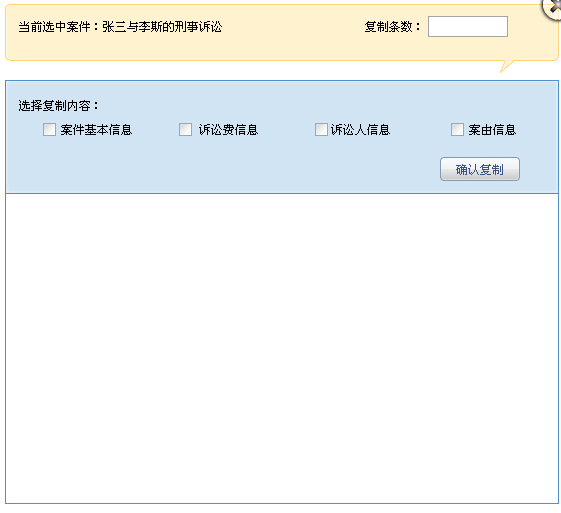 当前选中案件：张三与李斯的刑事诉讼 复制条数：
选择复制内容：
案件基本信息 诉讼费信息 诉讼人信息 案由信息
确认复制